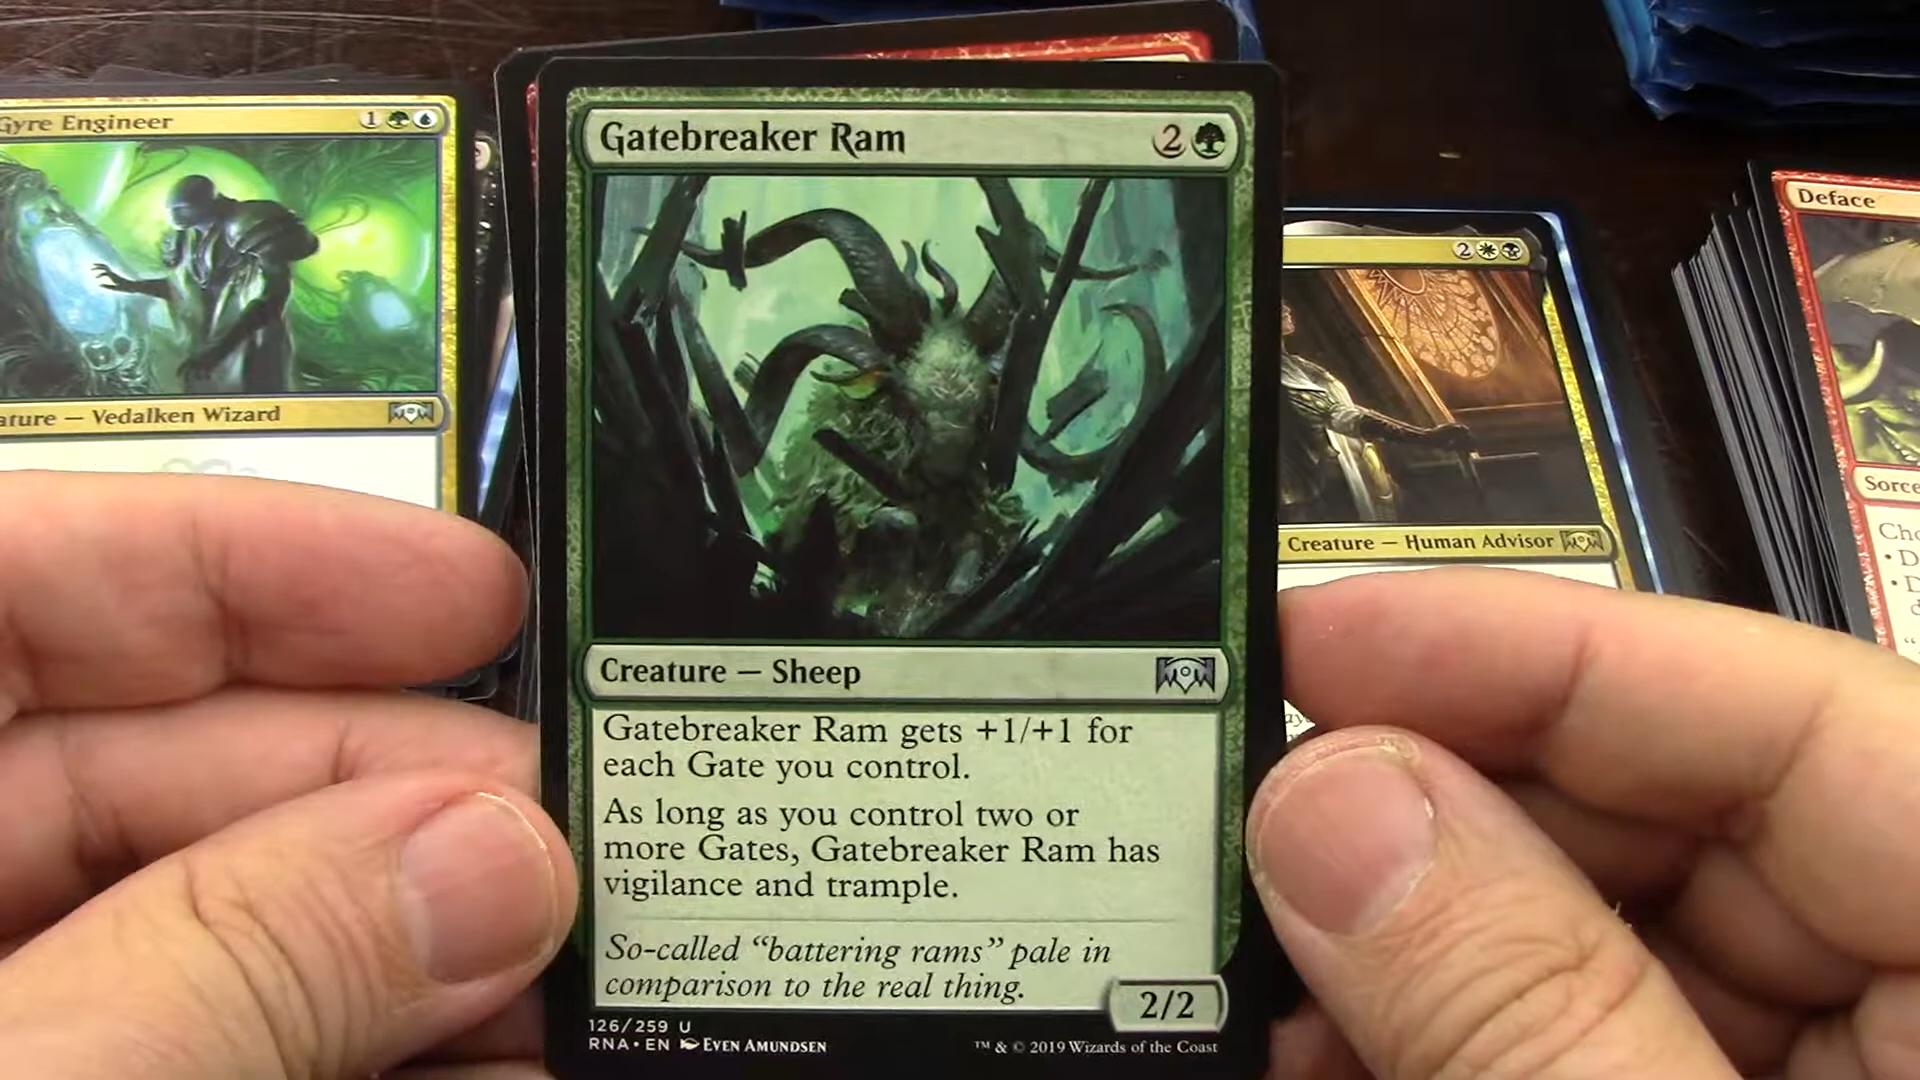 Gyre Engineer 1
ature — Vedalken Wizard
Gatebreaker Ram 2
Creature — Sheep
Gatebreaker Ram gets +1/+1 for
each Gate you control.
As long as you control two or
more Gates, Gatebreaker Ram has
vigilance and trample.
So-called “battering rams” pale in
comparison to the real thing.
2/2
126/259 U
RNA • EN EVEN AMUNDSEN
™ & © 2019 Wizards of the Coast
2
Creature — Human Advisor
Deface
Sorce
Cho
• D
• D
d
“